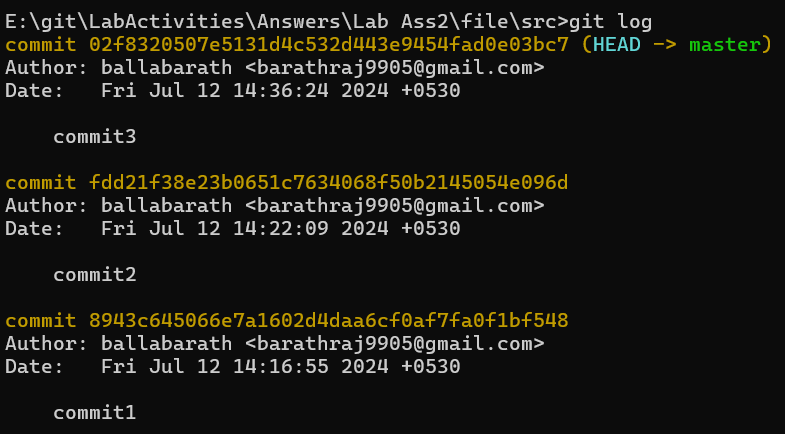 E:\git\LabActivities\Answers\Lab Ass2\file\src>git log
commit 02f8320507e5131d4c532d443e9454fad0e03bc7 (HEAD -> master)
Author: ballabarath <barathraj9905@gmail.com>
Date:   Fri Jul 12 14:36:24 2024 +0530
commit3
commit fdd21f38e23b0651c7634068f50b2145054e096d
Author: ballabarath <barathraj9905@gmail.com>
Date:   Fri Jul 12 14:22:09 2024 +0530
commit2
commit 8943c645066e7a1602d4daa6cf0af7fa0f1bf548
Author: ballabarath <barathraj9905@gmail.com>
Date:   Fri Jul 12 14:16:55 2024 +0530
commit1